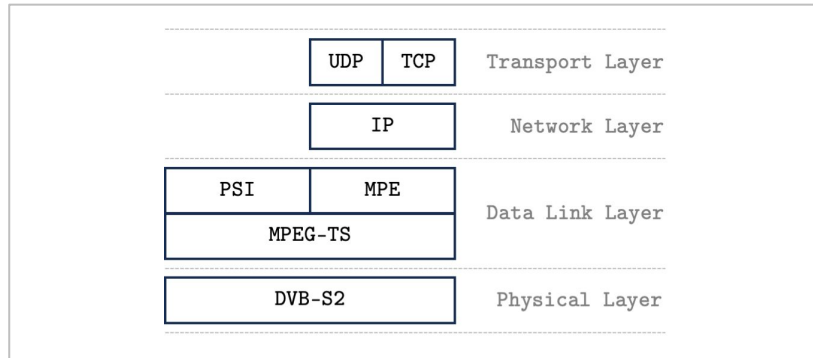 UDP TCP Transport Layer
IP Network Layer
PSI MPE
Data Link Layer
MPEG-TS
DVB-S2 Physical Layer